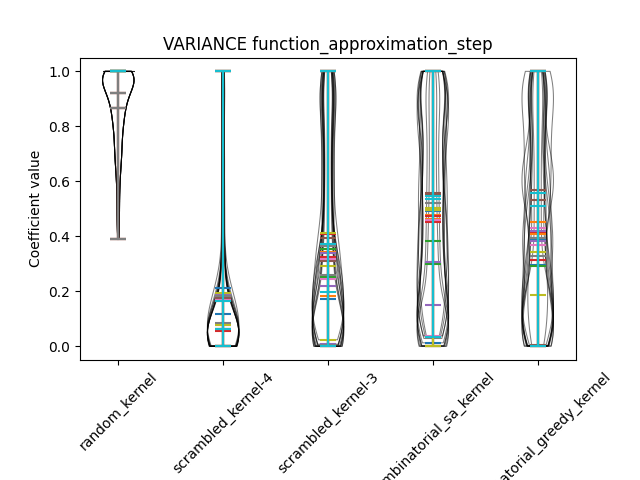 VARIANCE function_approximation_step
1.0
0.8
0.6
0.4
0.2
0.0
Coefficient value
random_kernel
scrambled_kernel-4
scrambled_kernel-3
mbinatorial_sa_kernel
atorial_greedy_kernel